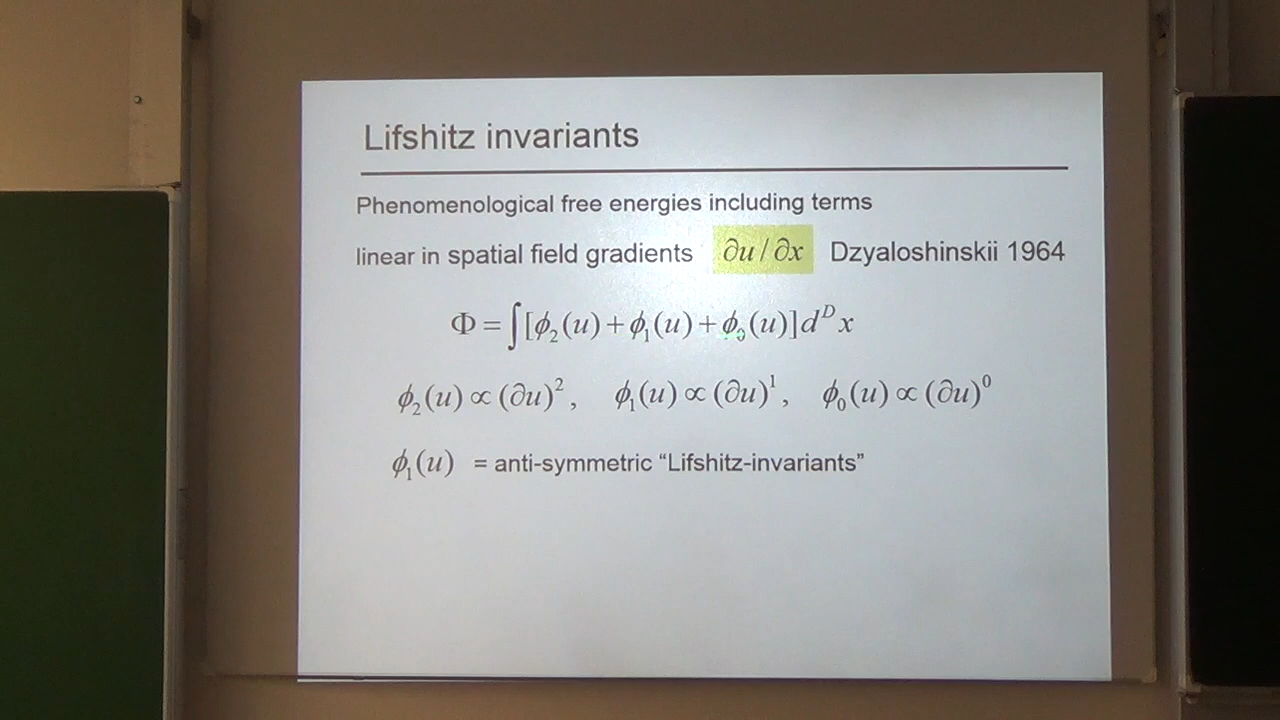 Lifshitz invariants
Phenomenological free energies including terms
linear in spatial field gradients ∂u / ∂x Dzyaloshinskii 1964
Φ = ∫[ϕ₂(u) + ϕ₁(u) + ϕ₀(u)]dᴰx
ϕ₂(u) ∝ (∂u)², ϕ₁(u) ∝ (∂u)¹, ϕ₀(u) ∝ (∂u)⁰
ϕ₁(u) = anti-symmetric “Lifshitz-invariants”